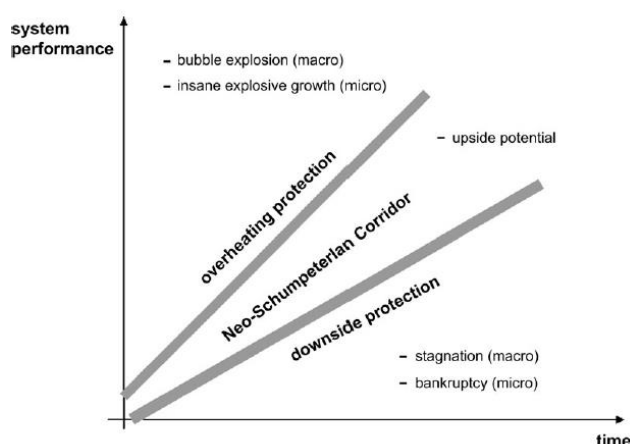 system
performance
– bubble explosion (macro)
– insane explosive growth (micro)
– upside potential
overheating protection
Neo-Schumpeterlan Corridor
downside protection
– stagnation (macro)
– bankruptcy (micro)
time